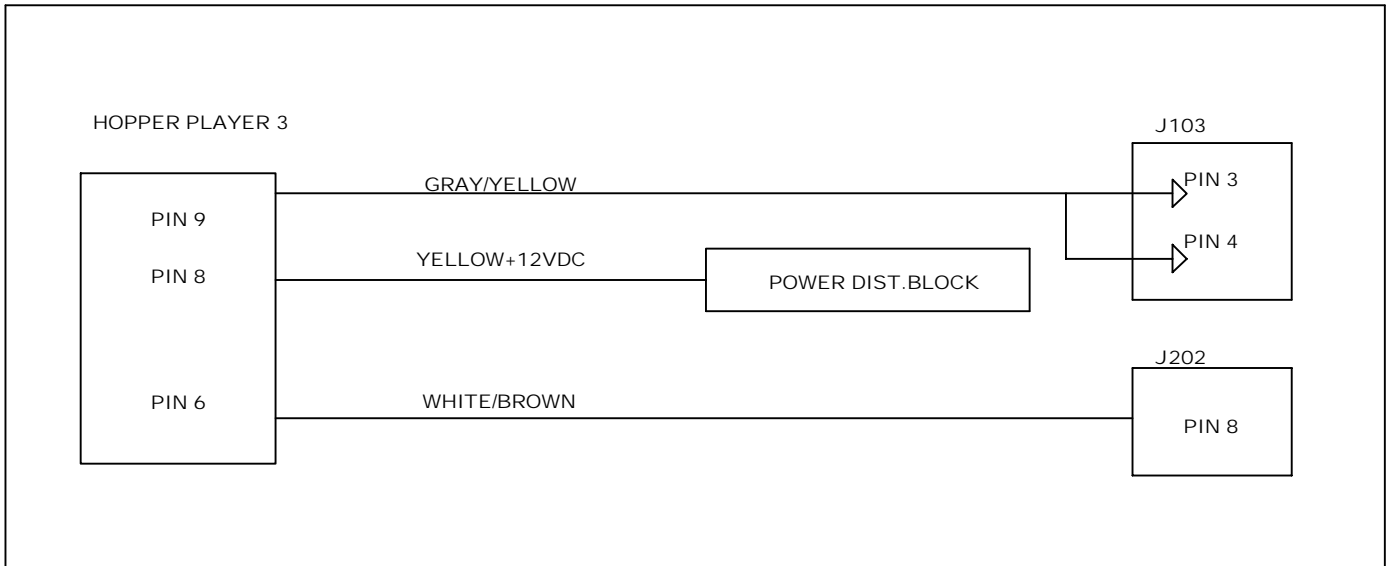 HOPPER PLAYER 3
J103
GRAY/YELLOW
PIN 3
PIN 9
PIN 4
YELLOW+12VDC
PIN 8
POWER DIST.BLOCK
J202
WHITE/BROWN
PIN 6
PIN 8